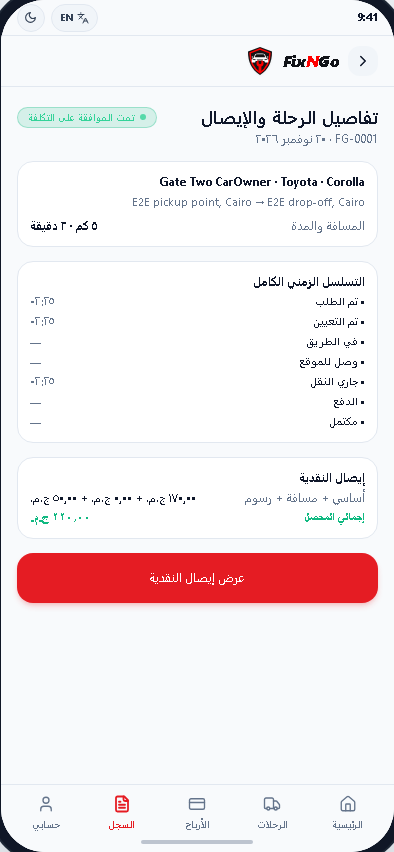 9:41
EN
FixNGo
تفاصيل الرحلة والإيصال
تمت الموافقة على التكلفة
FG-0001 · ٢٠ نوفمبر ٢٠٢٦
Gate Two CarOwner · Toyota · Corolla
E2E pickup point, Cairo → E2E drop-off, Cairo
المسافة والمدة
٥ كم · ٢٠ دقيقة
التسلسل الزمني الكامل
• تم الطلب
٠٢:٢٥
• تم التعيين
٠٢:٢٥
• في الطريق
—
• وصل للموقع
—
• جاري النقل
٠٢:٢٥
• الدفع
—
• مكتمل
—
إيصال النقدية
أساسي + مسافة + رسوم
١٧٠٫٠٠ ج.م. + ٠٫٠٠ ج.م. + ٥٠٫٠٠ ج.م.
إجمالي المحصل
٢٢٠٫٠٠ ج.م.
عرض إيصال النقدية
الرئيسية
الرحلات
الأرباح
السجل
حسابي